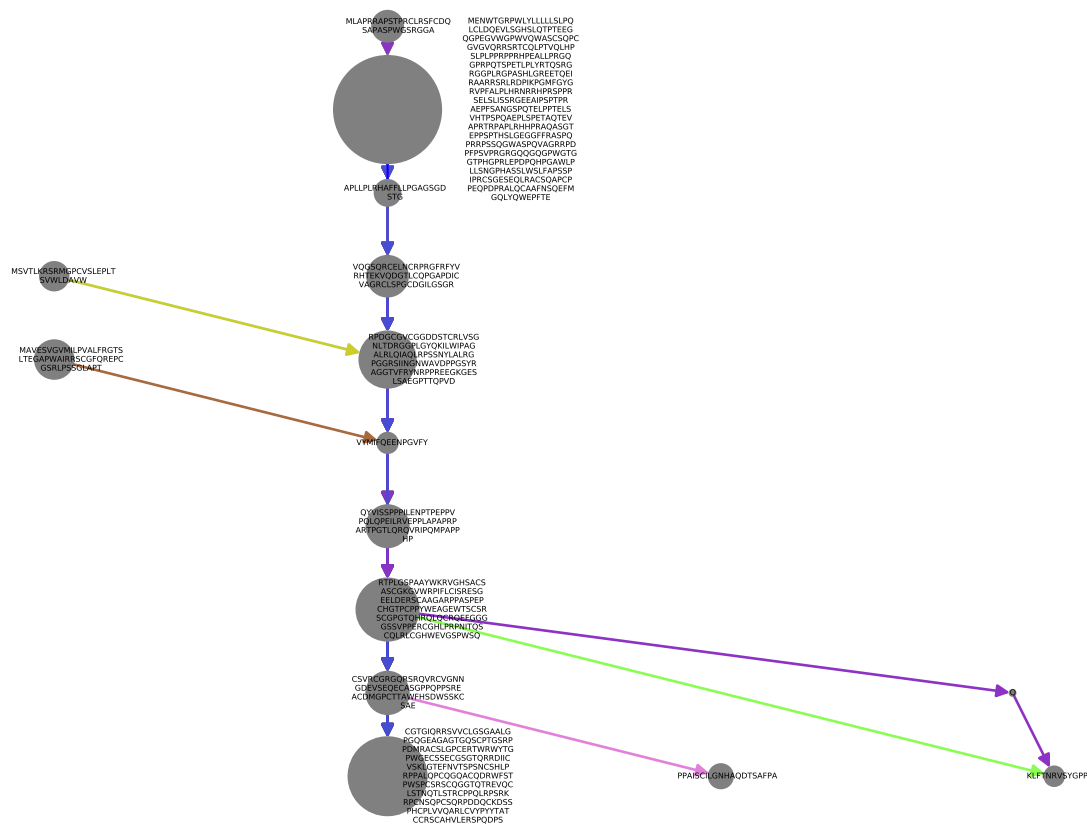 MLAPRRAPSTPRCLRSFCDQ
SAPASPWGSRGGA
MENWTGRPWLYLLLLLSLPQ
LCLDQEVLSGHSLQTPTEEG
QGPEGVWGPWVQWASCSQPC
GVGVQRRSRTCQLPTVQLHP
SLPLPPRPPRHPEALLPRGQ
GPRPQTSPETLPLYRTQSRG
RGGPLRGPASHLGREETQEI
RAARRSRLRDPIKPGMFGYG
RVPFALPLHRNRRHPRSPPR
SELSLISSRGEEAIPSPTPR
AEPFSANGSPQTELPPTELS
VHTPSPQAEPLSPETAQTEV
APRTRPAPLRHHPRAQASGT
EPPSPTHSLGEGGFFRASPQ
PRRPSSQGWASPQVAGRRPD
PFPSVPRGRGQQGQGPWGTG
GTPHGPRLEPDPQHPGAWLP
LLSNGPHASSLWSLFAPSSP
IPRCSGESEQLRACSQAPCP
PEQPDPRALQCAAFNSQEFM
GQLYQWEPFTE
APLLPLRHAFFLLPGAGSGD
STG
MSVTLKRSRMGPCVSLEPLT
SVWLDAVW
VQGSQRCELNCRPRGFRFYV
RHTEKVQDGTLCQPGAPDIC
VAGRCLSPGCDGILGSGR
MAVESVGVMILPVALFRGTS
LTEGAPWAIRRSCGFQREPC
GSRLPSSGLAPT
RPDGCGVCGGDDSTCRLVSG
NLTDRGGPLGYQKILWIPAG
ALRLQIAQLRPSSNYLALRG
PGGRSIINGNWAVDPPGSYR
AGGTVFRYNRPPREEGKGES
LSAEGPTTQPVD
VYMIFQEENPGVFY
QYVISSPPPILENPTPEPPV
PQLQPEILRVEPPLAPAPRP
ARTPGTLQRQVRIPQMPAPP
HP
RTPLGSPAAYWKRVGHSACS
ASCGKGVWRPIFLCISRESG
EELDERSCAAGARPPASPEP
CHGTPCPPYWEAGEWTSCSR
SCGPGTQHRQLQCRQEFGGG
GSSVPPERCGHLPRPNITQS
CQLRLCGHWEVGSPWSQ
Q
CSVRCGRGQRSRQVRCVGNN
GDEVSEQECASGPPQPPSRE
ACDMGPCTTAWFHSDWSSKC
SAE
CGTGIQRRSVVCLGSGAALG
PGQGEAGAGTGQSCPTGSRP
PDMRACSLGPCERTWRWYTG
PWGECSSECGSGTQRRDIIC
VSKLGTEFNVTSPSNCSHLP
RPPALQPCQGQACQDRWFST
PWSPCSRSCQGGTQTREVQC
LSTNQTLSTRCPPQLRPSRK
RPCNSQPCSQRPDDQCKDSS
PHCPLVVQARLCVYPYYTAT
CCRSCAHVLERSPQDPS
PPAISCILGNHAQDTSAFPA
KLFTNRVSYGPP